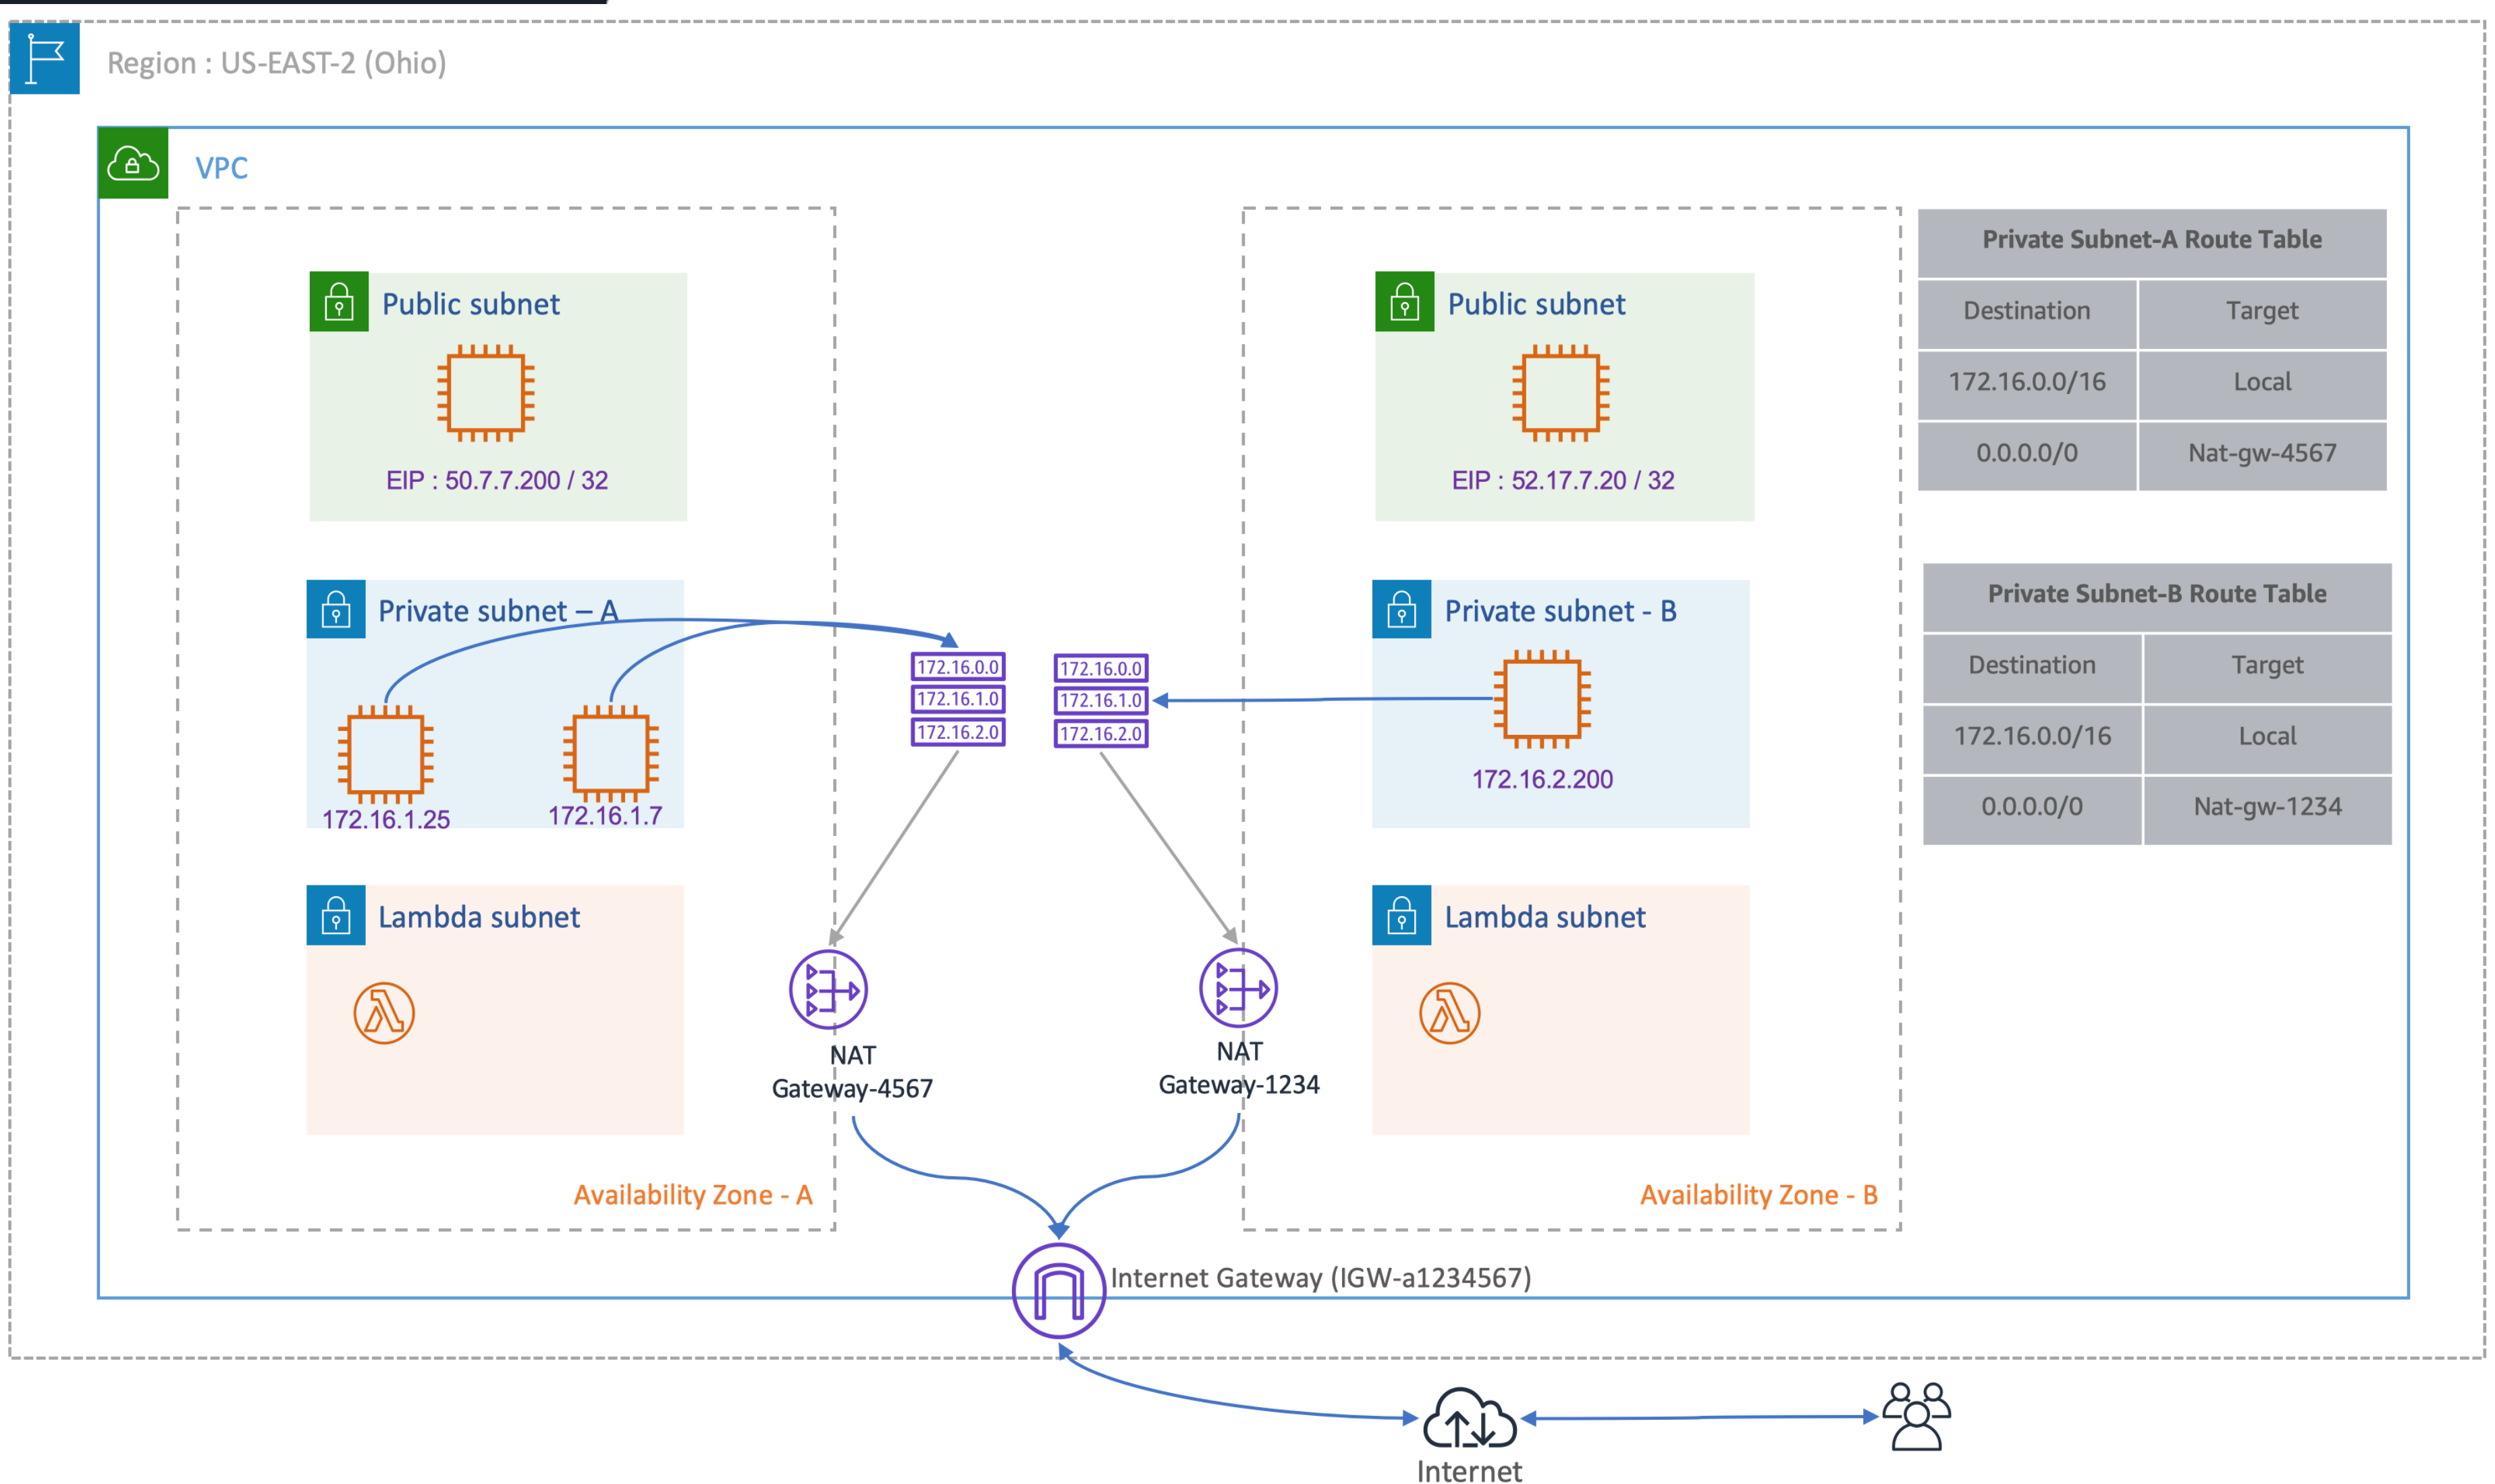 Region : US-EAST-2 (Ohio)
VPC
Public subnet
EIP : 50.7.7.200 / 32
Private subnet – A
172.16.1.25
172.16.1.7
Lambda subnet
Availability Zone - A
172.16.0.0
172.16.1.0
172.16.2.0
172.16.0.0
172.16.1.0
172.16.2.0
NAT
Gateway-4567
NAT
Gateway-1234
Public subnet
EIP : 52.17.7.20 / 32
Private subnet - B
172.16.2.200
Lambda subnet
Availability Zone - B
Private Subnet-A Route Table
Destination Target
172.16.0.0/16 Local
0.0.0.0/0 Nat-gw-4567
Private Subnet-B Route Table
Destination Target
172.16.0.0/16 Local
0.0.0.0/0 Nat-gw-1234
Internet Gateway (IGW-a1234567)
Internet